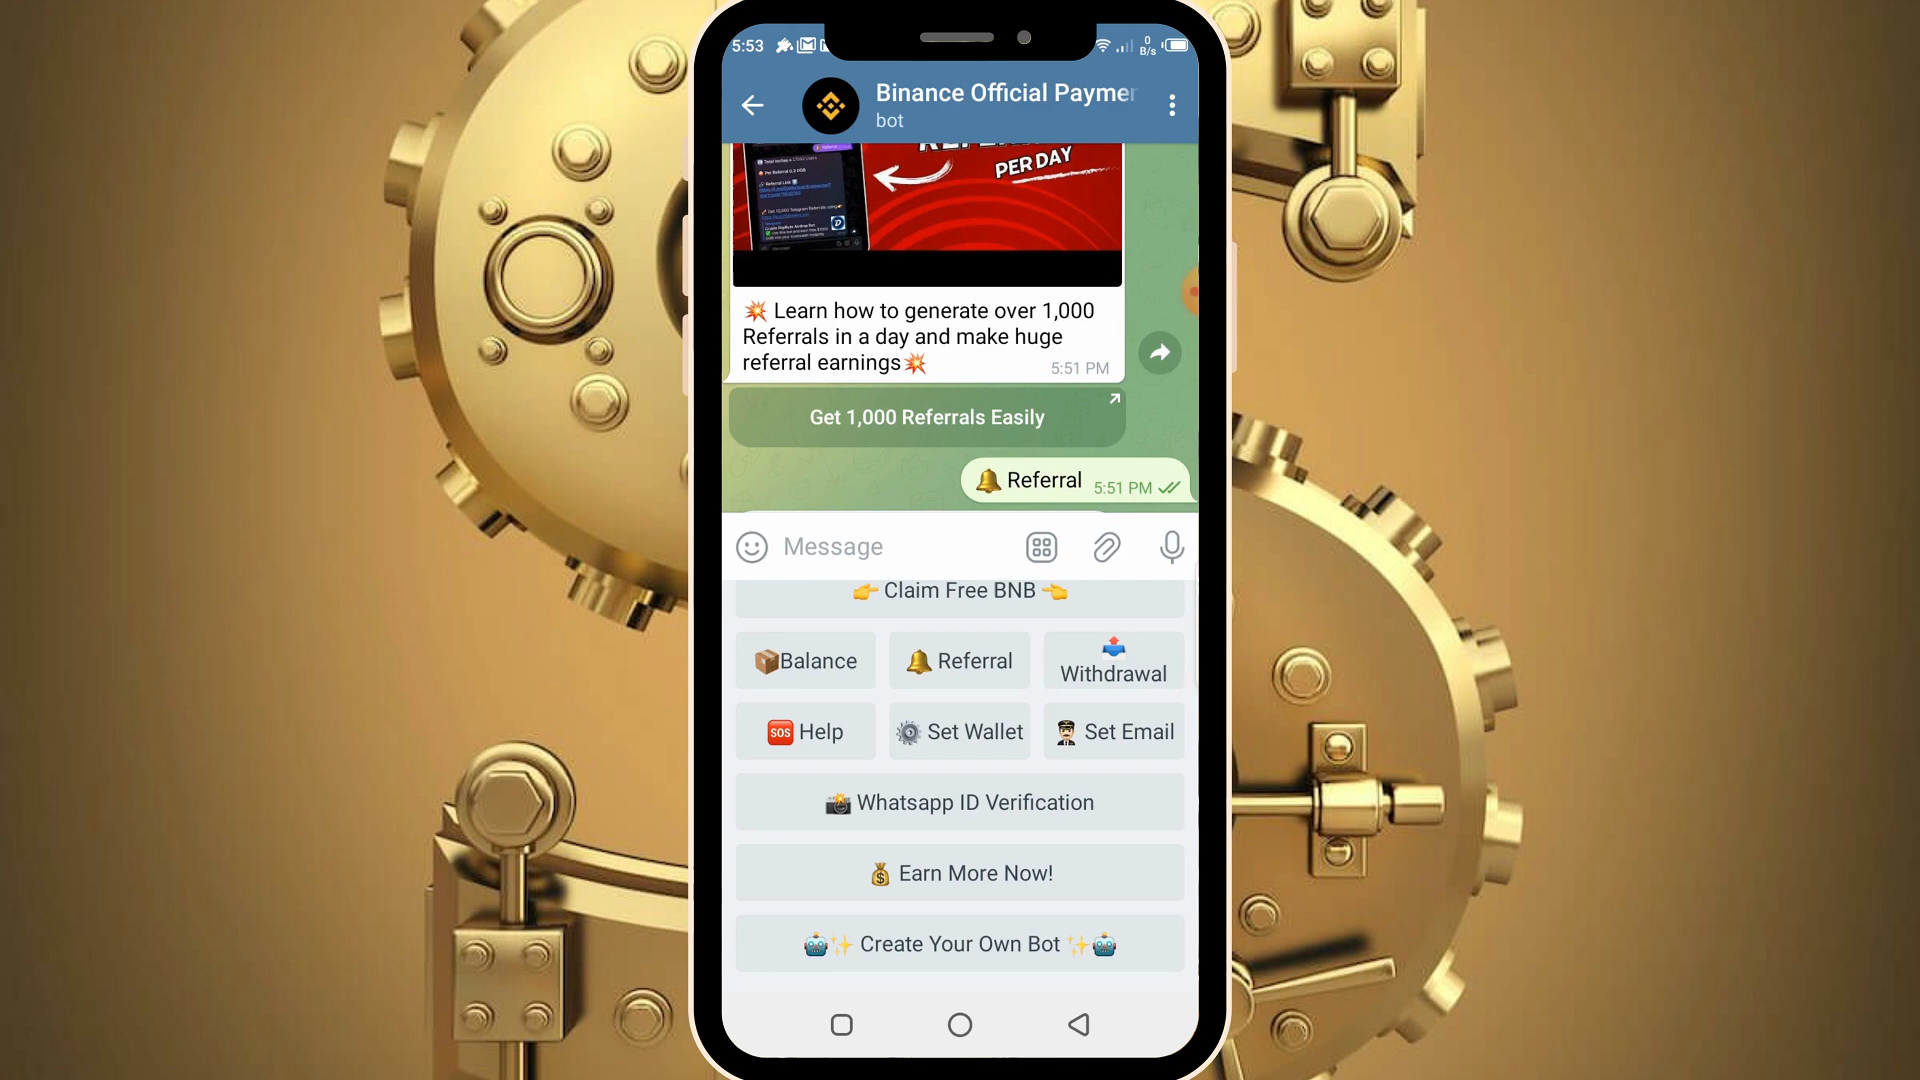 5:53
0
B/s
Binance Official Paymen
bot
PER DAY
💥 Learn how to generate over 1,000
Referrals in a day and make huge
referral earnings💥
5:51 PM
Get 1,000 Referrals Easily
🔔 Referral 5:51 PM
Message
👉 Claim Free BNB 👈
📦Balance
🔔 Referral
📤
Withdrawal
🆘 Help
⚙️ Set Wallet
👨🏻‍✈️ Set Email
📸 Whatsapp ID Verification
💰 Earn More Now!
🤖✨ Create Your Own Bot ✨🤖